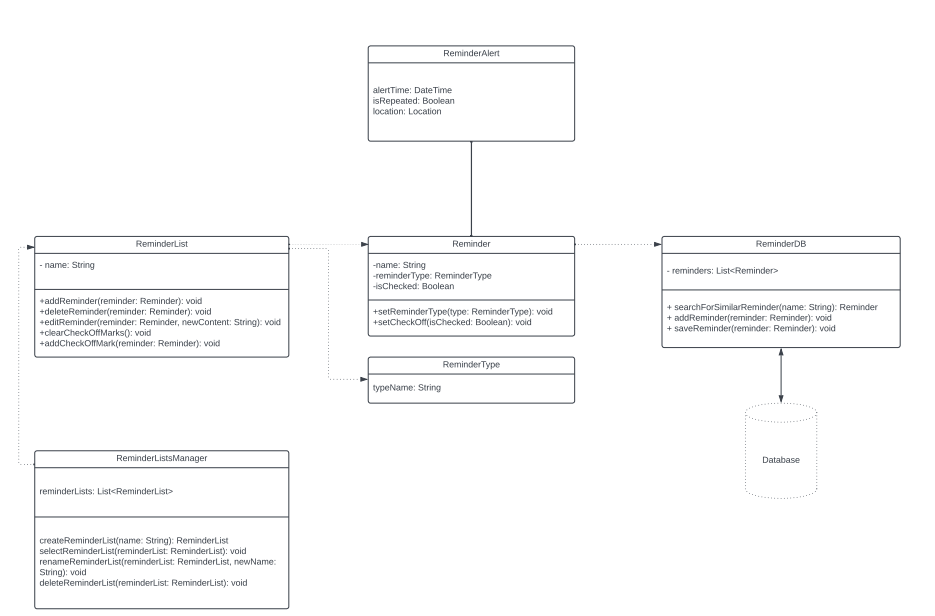 ReminderAlert
alertTime: DateTime
isRepeated: Boolean
location: Location
ReminderList
- name: String
+addReminder(reminder: Reminder): void
+deleteReminder(reminder: Reminder): void
+editReminder(reminder: Reminder, newContent: String): void
+clearCheckOffMarks(): void
+addCheckOffMark(reminder: Reminder): void
Reminder
-name: String
-reminderType: ReminderType
-isChecked: Boolean
+setReminderType(type: ReminderType): void
+setCheckOff(isChecked: Boolean): void
ReminderDB
- reminders: List<Reminder>
+ searchForSimilarReminder(name: String): Reminder
+ addReminder(reminder: Reminder): void
+ saveReminder(reminder: Reminder): void
ReminderType
typeName: String
Database
ReminderListsManager
reminderLists: List<ReminderList>
createReminderList(name: String): ReminderList
selectReminderList(reminderList: ReminderList): void
renameReminderList(reminderList: ReminderList, newName:
String): void
deleteReminderList(reminderList: ReminderList): void